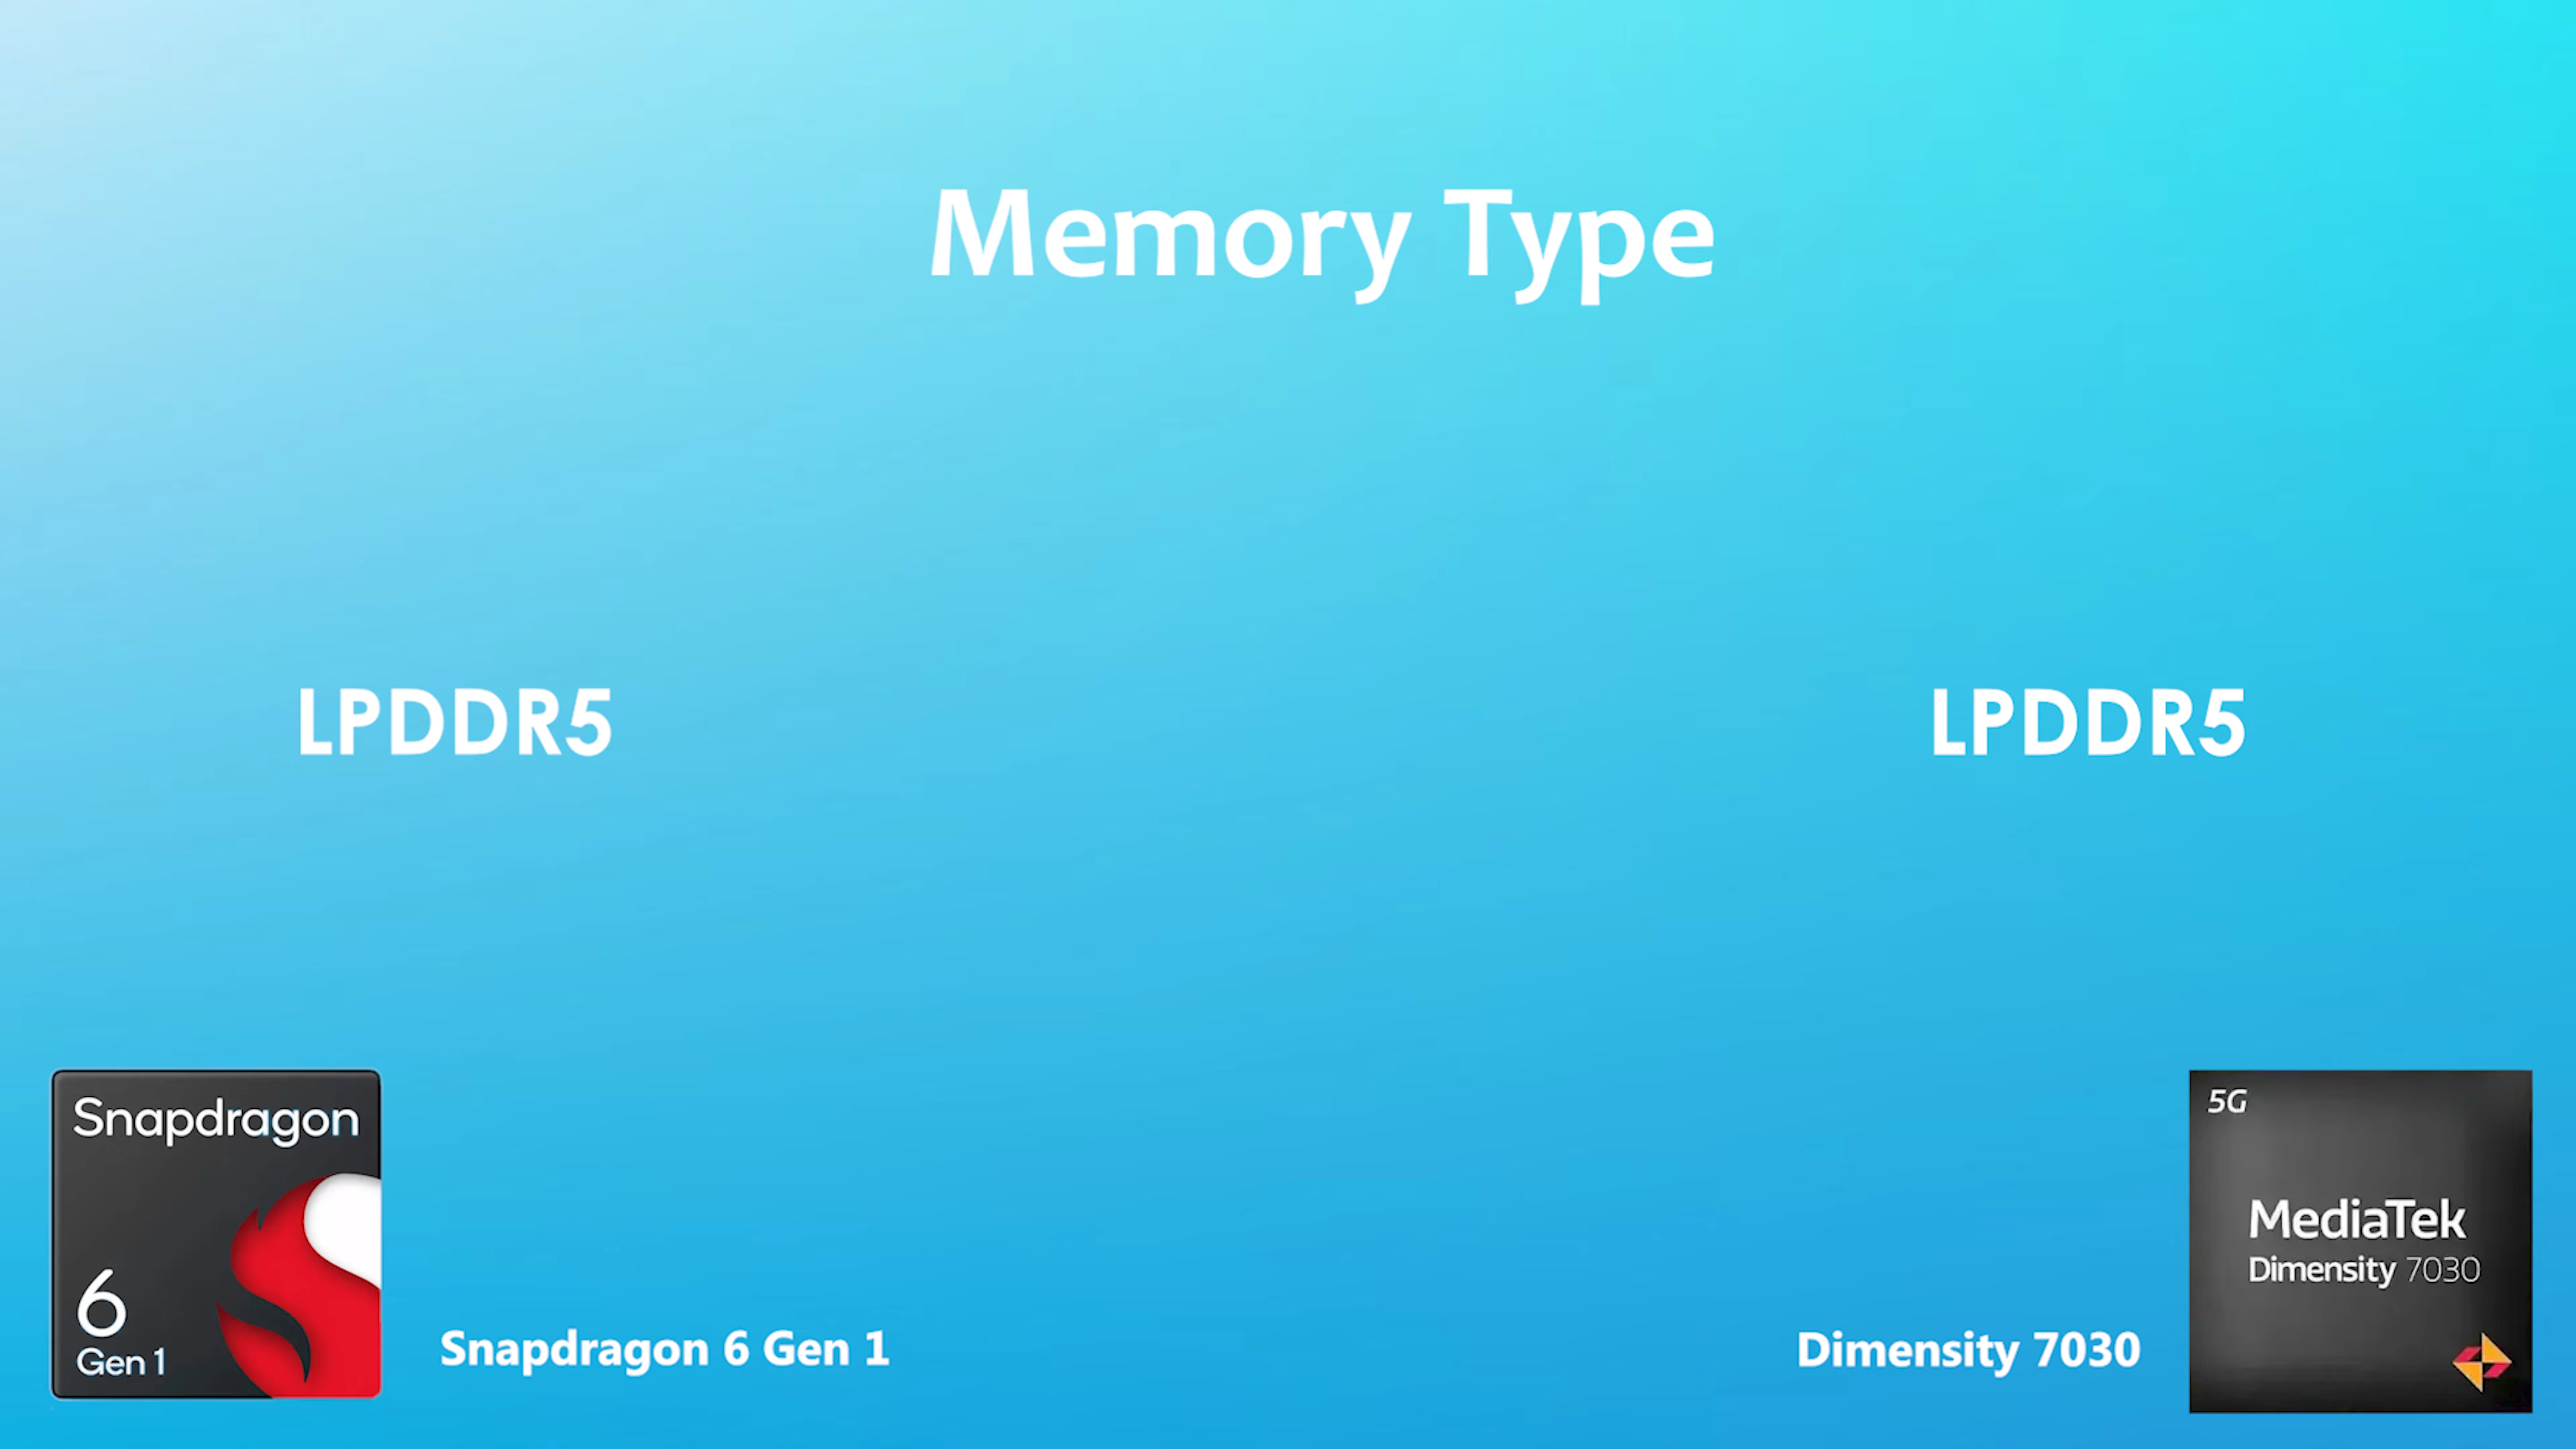 Memory Type
LPDDR5
LPDDR5
Snapdragon
6
Gen 1
Snapdragon 6 Gen 1
Dimensity 7030
5G
MediaTek
Dimensity 7030